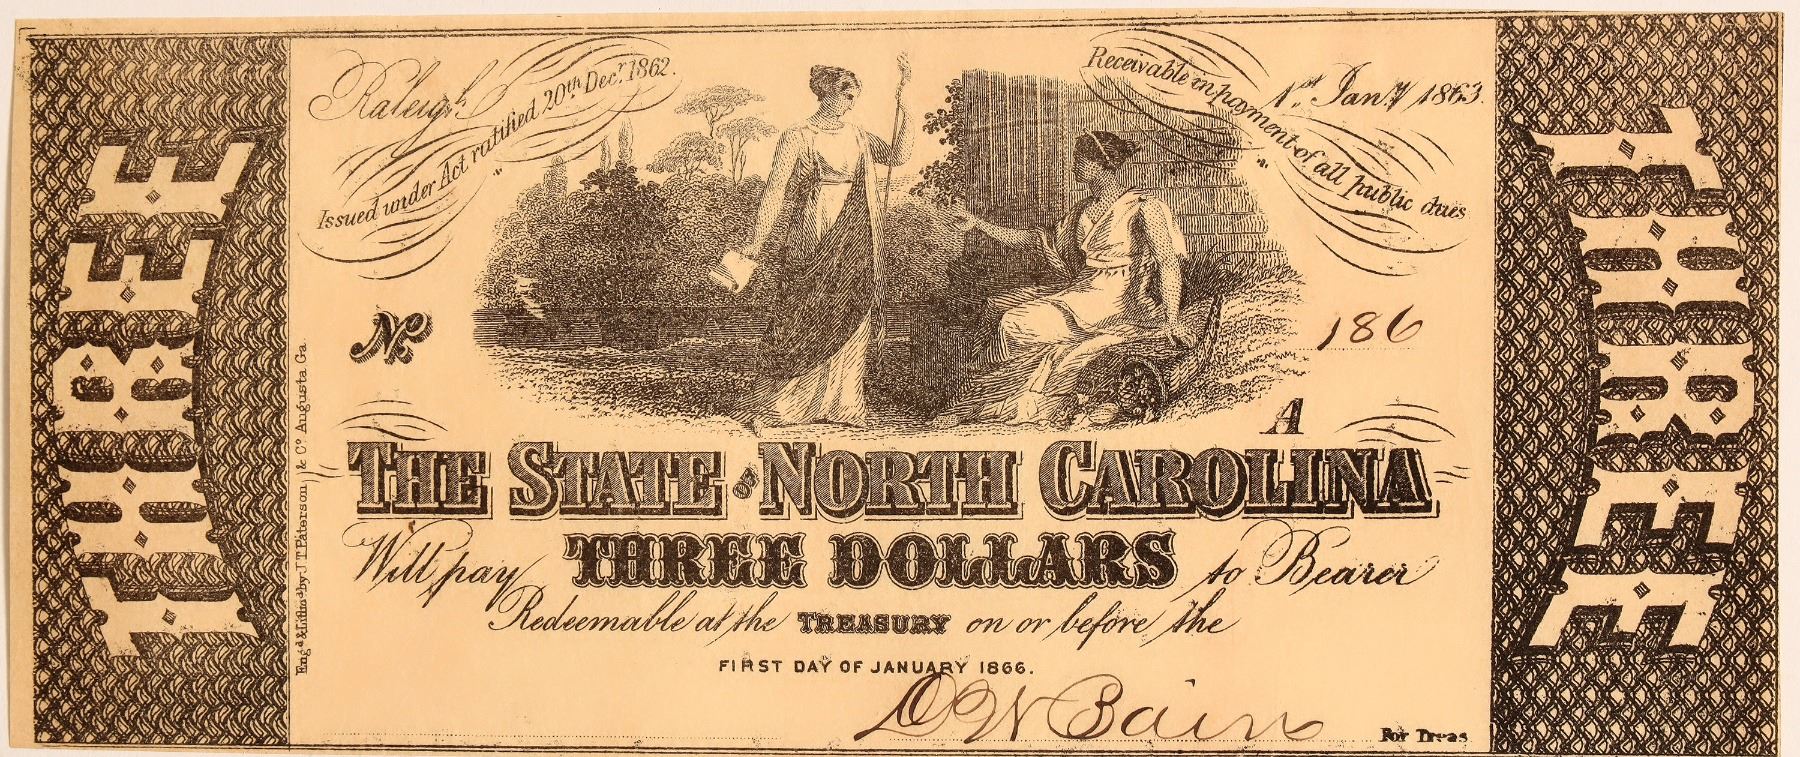 THREE
Raleigh
Issued under Act ratified 20th Decr. 1862.
1st Jany 1863.
Receivable in payment of all public dues
THREE
No
186
A
THE STATE OF NORTH CAROLINA
Will pay THREE DOLLARS to Bearer
Redeemable at the TREASURY on or before the
FIRST DAY OF JANUARY 1866.
D W Bain
For Treas
Engd & Lithod by J T Paterson & Co Augusta Ga.